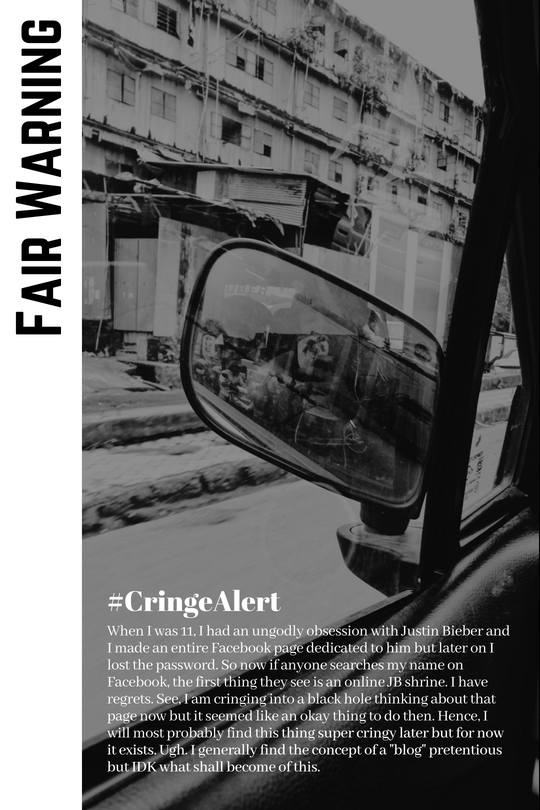 FAIR WARNING
#CringeAlert
When I was 11, I had an ungodly obsession with Justin Bieber and
I made an entire Facebook page dedicated to him but later on I
lost the password. So now if anyone searches my name on
Facebook, the first thing they see is an online JB shrine. I have
regrets. See, I am cringing into a black hole thinking about that
page now but it seemed like an okay thing to do then. Hence, I
will most probably find this thing super cringy later but for now
it exists. Ugh. I generally find the concept of a "blog" pretentious
but IDK what shall become of this.